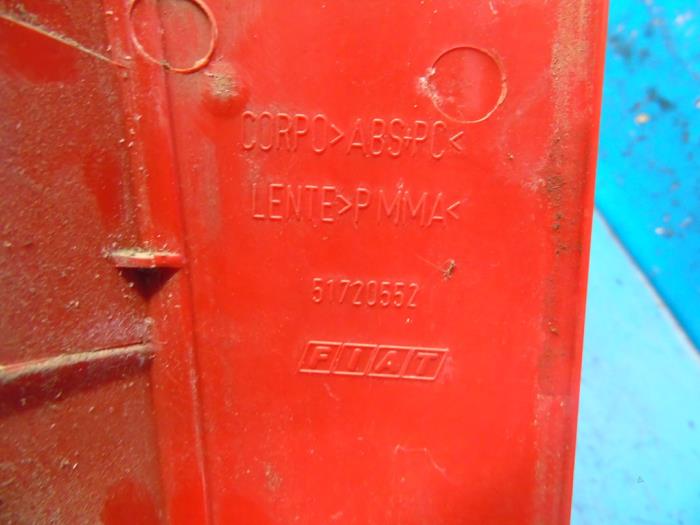 CORPO>ABS+PC<
LENTE>PMMA<
51720552
FIAT